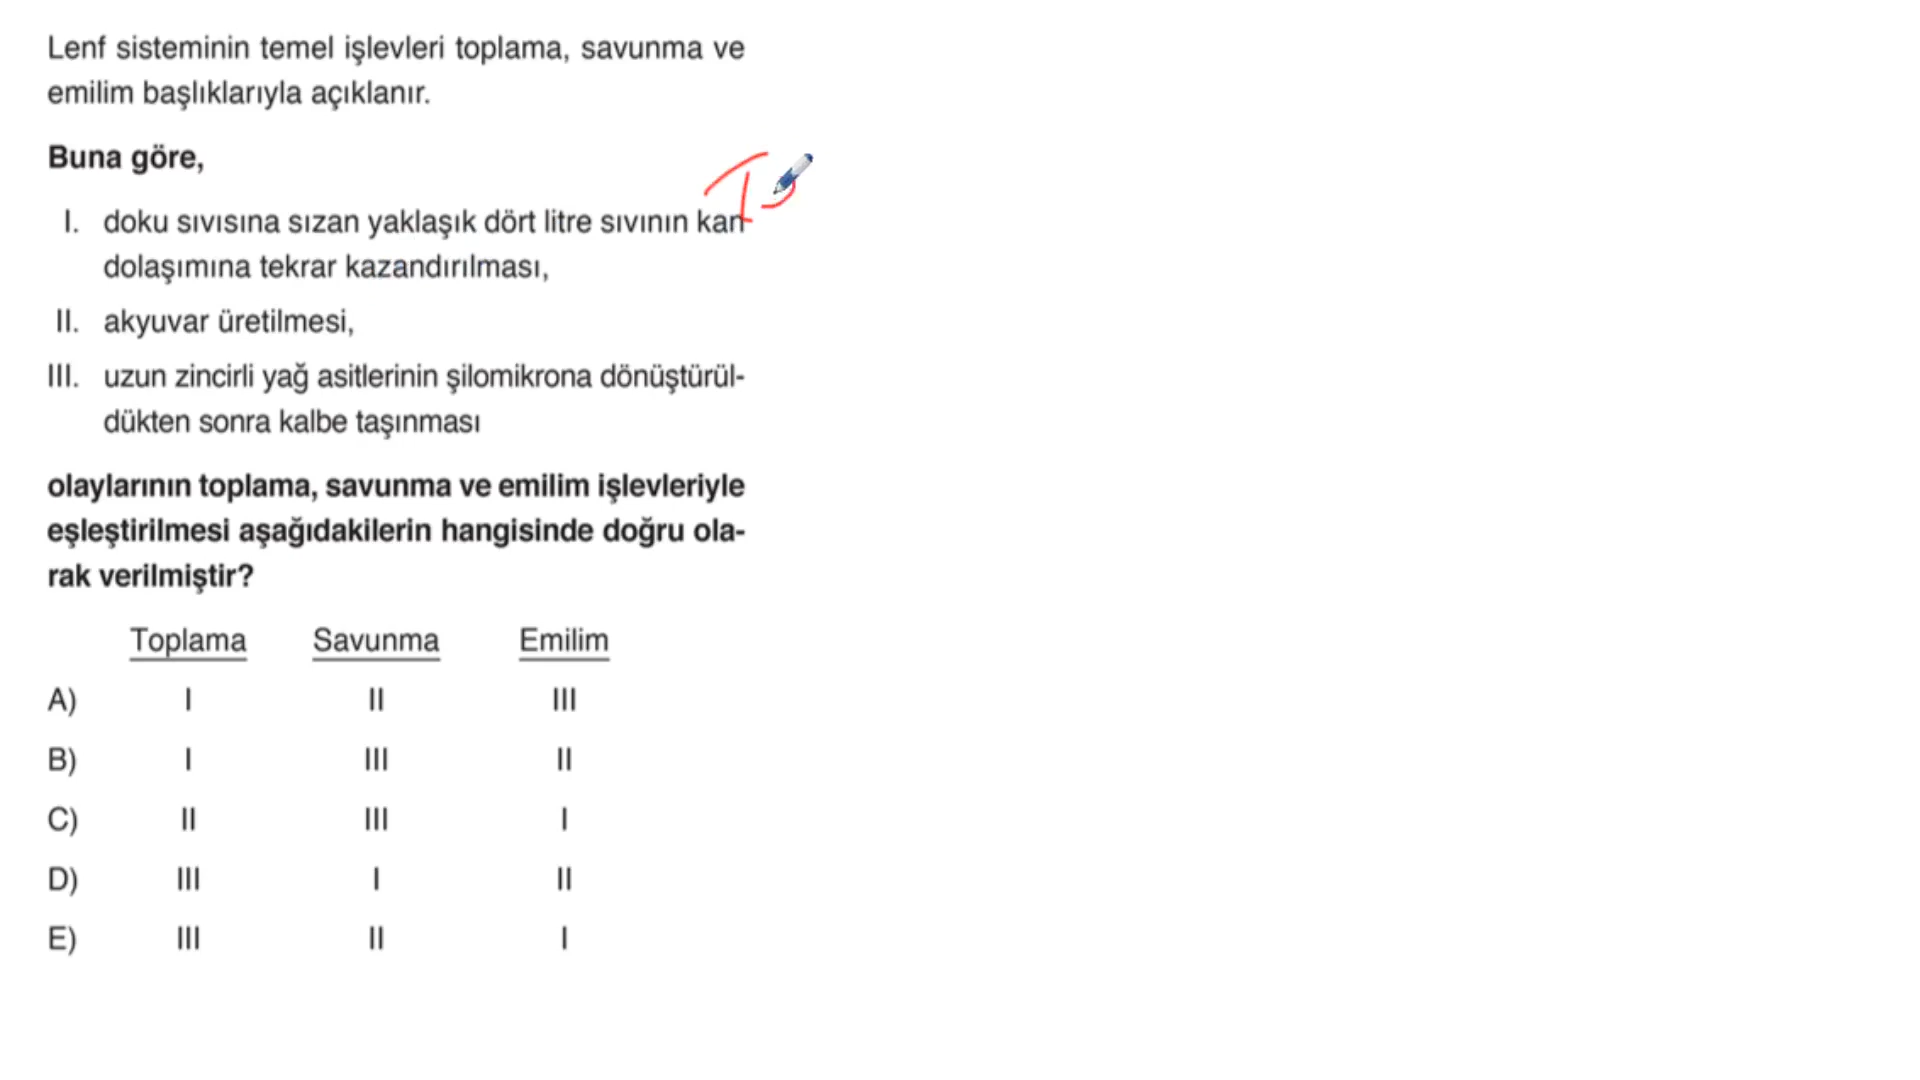 Lenf sisteminin temel işlevleri toplama, savunma ve
emilim başlıklarıyla açıklanır.
Buna göre,
I. doku sıvısına sızan yaklaşık dört litre sıvının kan
dolaşımına tekrar kazandırılması,
II. akyuvar üretilmesi,
III. uzun zincirli yağ asitlerinin şilomikrona dönüştürül-
dükten sonra kalbe taşınması
olaylarının toplama, savunma ve emilim işlevleriyle
eşleştirilmesi aşağıdakilerin hangisinde doğru ola-
rak verilmiştir?
Toplama Savunma Emilim
A) I II III
B) I III II
C) II III I
D) III I II
E) III II I